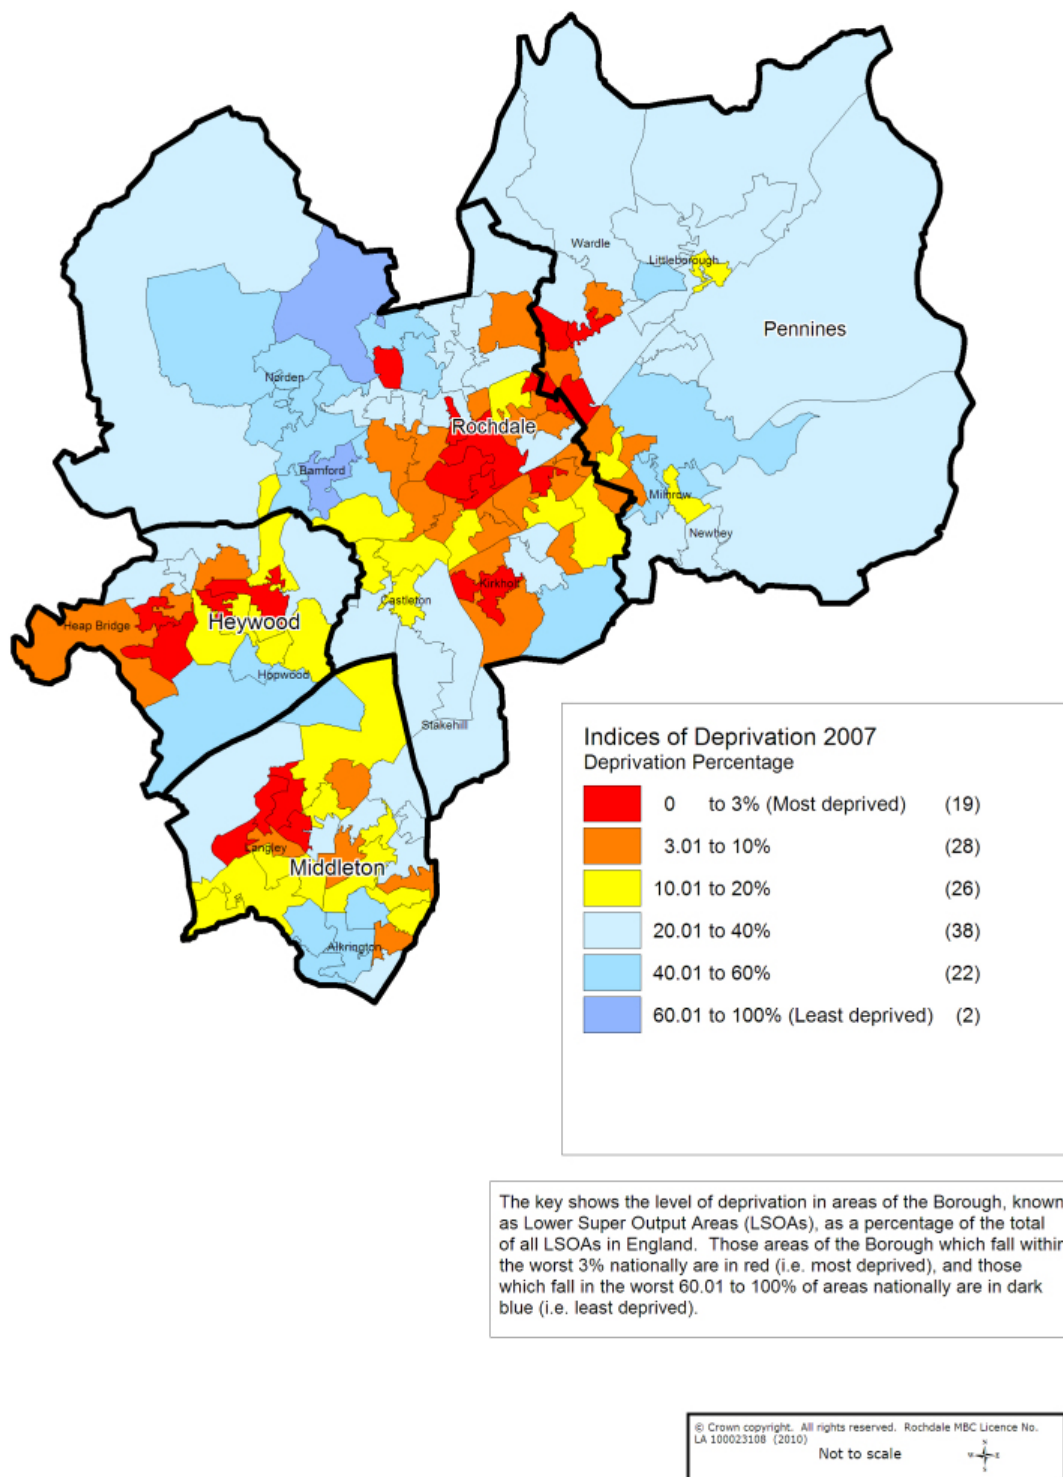 Wardle
Littleborough
Pennines
Norden
Rochdale
Bamford
Milnrow
Newhey
Kirkholt
Castleton
Heap Bridge
Heywood
Hopwood
Stakehill
Langley
Middleton
Alkrington
Indices of Deprivation 2007
Deprivation Percentage
0 to 3% (Most deprived) (19)
3.01 to 10% (28)
10.01 to 20% (26)
20.01 to 40% (38)
40.01 to 60% (22)
60.01 to 100% (Least deprived) (2)
The key shows the level of deprivation in areas of the Borough, known
as Lower Super Output Areas (LSOAs), as a percentage of the total
of all LSOAs in England. Those areas of the Borough which fall within
the worst 3% nationally are in red (i.e. most deprived), and those
which fall in the worst 60.01 to 100% of areas nationally are in dark
blue (i.e. least deprived).
© Crown copyright. All rights reserved. Rochdale MBC Licence No.
LA 100023108 (2010)
Not to scale
N
W E
S